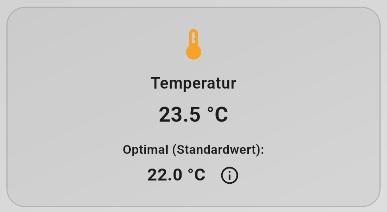 Temperatur
23.5 °C
Optimal (Standardwert):
22.0 °C